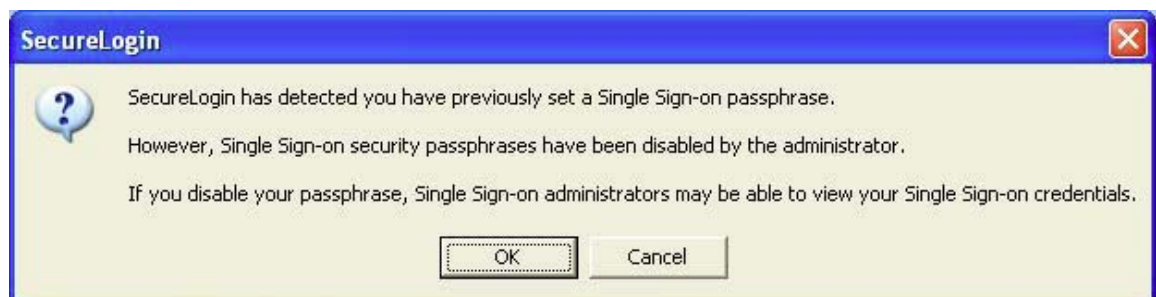 SecureLogin
SecureLogin has detected you have previously set a Single Sign-on passphrase.
However, Single Sign-on security passphrases have been disabled by the administrator.
If you disable your passphrase, Single Sign-on administrators may be able to view your Single Sign-on credentials.
OK
Cancel